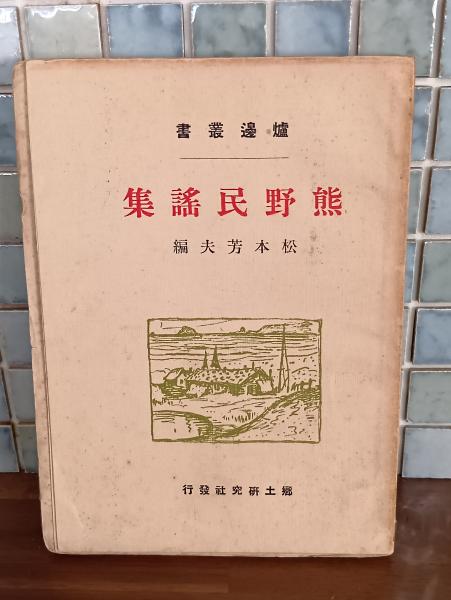 爐邊叢書
熊野民謠集
松本芳夫編
鄕土硏究社發行